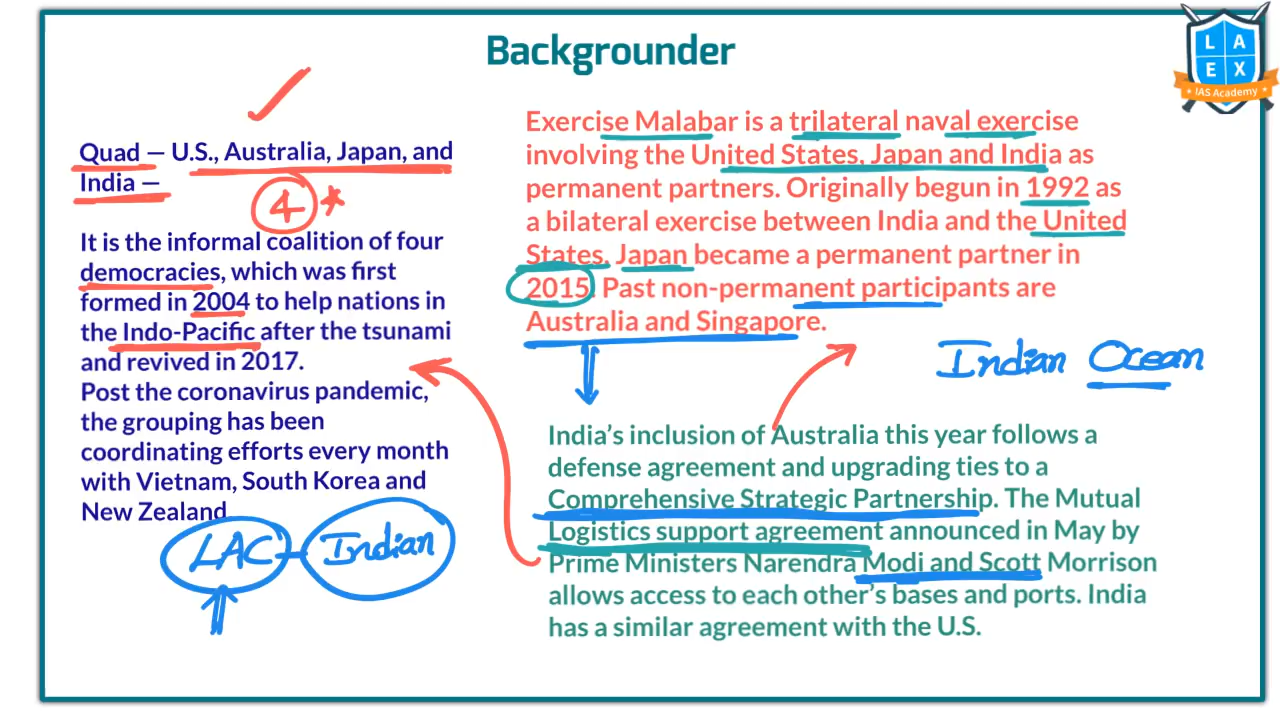 Backgrounder
L A
E X
IAS Academy
Quad — U.S., Australia, Japan, and
India —
4
It is the informal coalition of four
democracies, which was first
formed in 2004 to help nations in
the Indo-Pacific after the tsunami
and revived in 2017.
Post the coronavirus pandemic,
the grouping has been
coordinating efforts every month
with Vietnam, South Korea and
New Zealand
LAC - Indian
Exercise Malabar is a trilateral naval exercise
involving the United States, Japan and India as
permanent partners. Originally begun in 1992 as
a bilateral exercise between India and the United
States, Japan became a permanent partner in
2015. Past non-permanent participants are
Australia and Singapore.
Indian Ocean
India's inclusion of Australia this year follows a
defense agreement and upgrading ties to a
Comprehensive Strategic Partnership. The Mutual
Logistics support agreement announced in May by
Prime Ministers Narendra Modi and Scott Morrison
allows access to each other's bases and ports. India
has a similar agreement with the U.S.